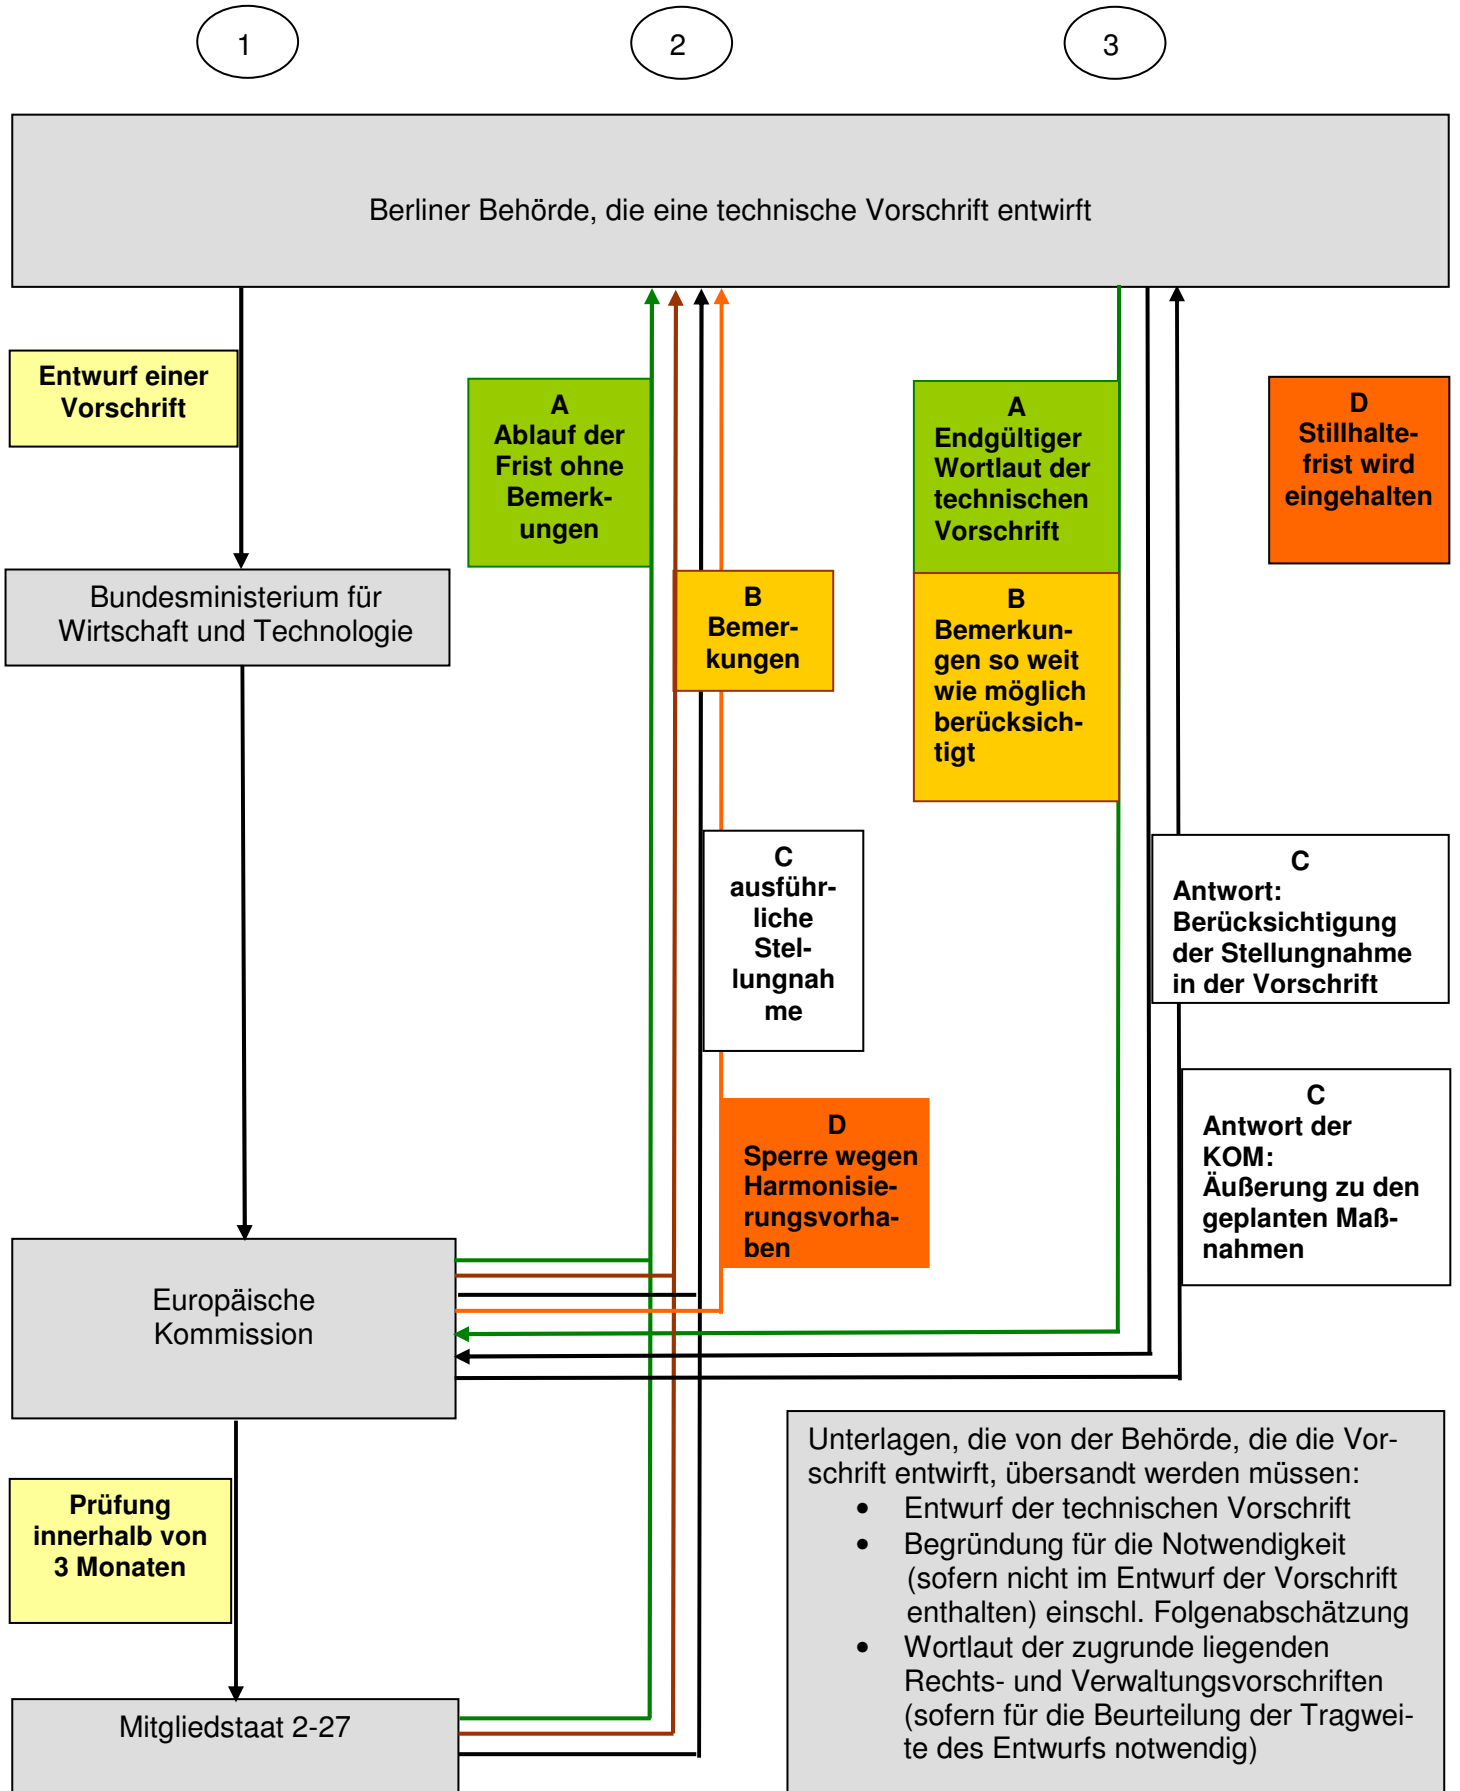 1
2
3
Berliner Behörde, die eine technische Vorschrift entwirft
Entwurf einer
Vorschrift
A
Ablauf der
Frist ohne
Bemerk-
ungen
A
Endgültiger
Wortlaut der
technischen
Vorschrift
D
Stillhalte-
frist wird
eingehalten
Bundesministerium für
Wirtschaft und Technologie
B
Bemer-
kungen
B
Bemerkun-
gen so weit
wie möglich
berücksich-
tigt
C
ausführ-
liche
Stel-
lungnah
me
C
Antwort:
Berücksichtigung
der Stellungnahme
in der Vorschrift
D
Sperre wegen
Harmonisie-
rungsvorha-
ben
C
Antwort der
KOM:
Äußerung zu den
geplanten Maß-
nahmen
Europäische
Kommission
Prüfung
innerhalb von
3 Monaten
Mitgliedstaat 2-27
Unterlagen, die von der Behörde, die die Vor-
schrift entwirft, übersandt werden müssen:
• Entwurf der technischen Vorschrift
• Begründung für die Notwendigkeit
(sofern nicht im Entwurf der Vorschrift
enthalten) einschl. Folgenabschätzung
• Wortlaut der zugrunde liegenden
Rechts- und Verwaltungsvorschriften
(sofern für die Beurteilung der Tragwei-
te des Entwurfs notwendig)